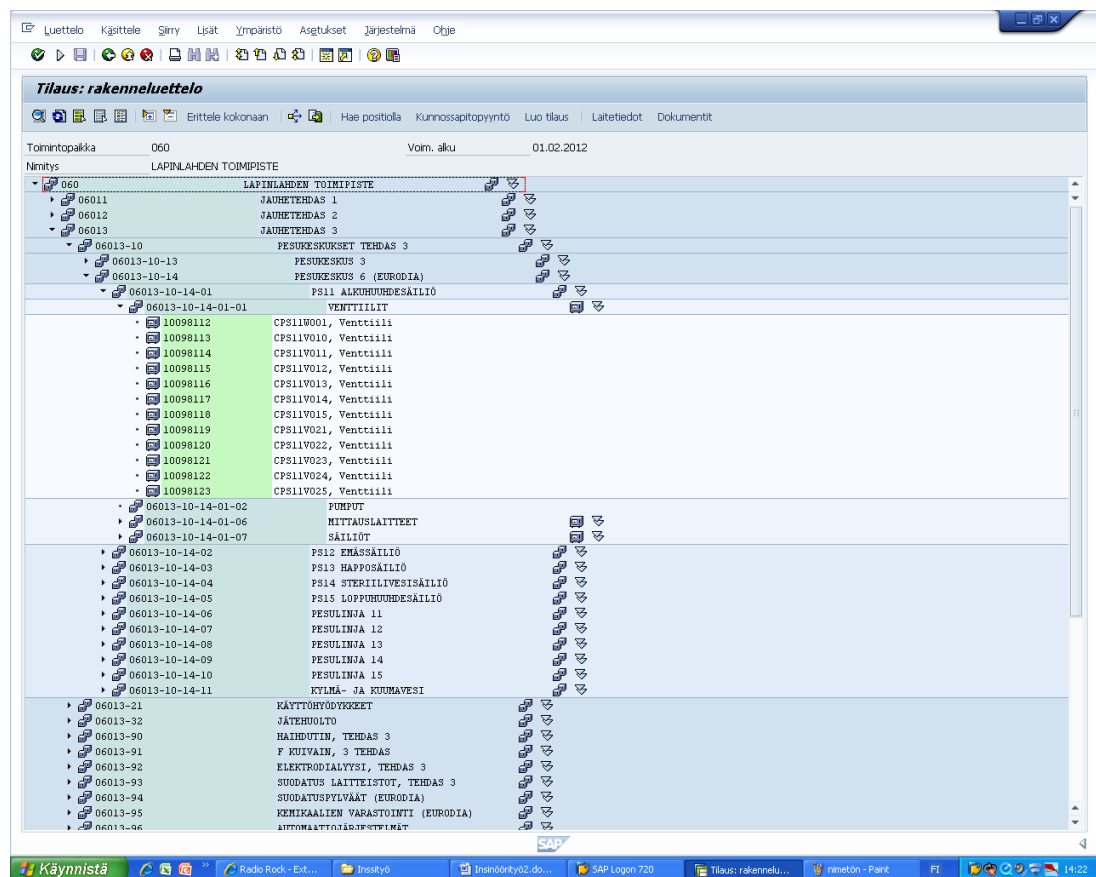 Luettelo Käsittele Siirry Lisät Ympäristö Asetukset Järjestelmä Ohje
Tilaus: rakenneluettelo
Erittele kokonaan Hae positiolla Kunnossapitopyyntö Luo tilaus Laitetiedot Dokumentit
Toimintopaikka 060 Voim. alku 01.02.2012
Nimitys LAPINLAHDEN TOIMIPISTE
060 LAPINLAHDEN TOIMIPISTE
06011 JAUHETEHDAS 1
06012 JAUHETEHDAS 2
06013 JAUHETEHDAS 3
06013-10 PESUKESKUKSET TEHDAS 3
06013-10-13 PESUKESKUS 3
06013-10-14 PESUKESKUS 6 (EURODIA)
06013-10-14-01 PS11 ALKUHUUHDESÄILIÖ
06013-10-14-01-01 VENTTIILIT
10098112 CPS11W001, Venttiili
10098113 CPS11V010, Venttiili
10098114 CPS11V011, Venttiili
10098115 CPS11V012, Venttiili
10098116 CPS11V013, Venttiili
10098117 CPS11V014, Venttiili
10098118 CPS11V015, Venttiili
10098119 CPS11V021, Venttiili
10098120 CPS11V022, Venttiili
10098121 CPS11V023, Venttiili
10098122 CPS11V024, Venttiili
10098123 CPS11V025, Venttiili
06013-10-14-01-02 PUMPUT
06013-10-14-01-06 MITTAUSLAITTEET
06013-10-14-01-07 SÄILIÖT
06013-10-14-02 PS12 EMÄSSÄILIÖ
06013-10-14-03 PS13 HAPPOSÄILIÖ
06013-10-14-04 PS14 STERIILIVESISÄILIÖ
06013-10-14-05 PS15 LOPPUHUUHDESÄILIÖ
06013-10-14-06 PESULINJA 11
06013-10-14-07 PESULINJA 12
06013-10-14-08 PESULINJA 13
06013-10-14-09 PESULINJA 14
06013-10-14-10 PESULINJA 15
06013-10-14-11 KYLMÄ- JA KUUMAVESI
06013-21 KÄYTTÖHYÖDYKKEET
06013-32 JÄTEHUOLTO
06013-90 HAIHDUTIN, TEHDAS 3
06013-91 F KUIVAIN, 3 TEHDAS
06013-92 ELEKTRODIALYYSI, TEHDAS 3
06013-93 SUODATUS LAITTEISTOT, TEHDAS 3
06013-94 SUODATUSPYLVÄÄT (EURODIA)
06013-95 KEMIKAALIEN VARASTOINTI (EURODIA)
06013-96 AUTOMAATIOJÄRJESTELMÄT
SAP
Käynnistä Radio Rock - Ext... Inssityö Insinöörityö2.do... SAP Logon 720 Tilaus: rakennelu... nimetön - Paint FI 14:22